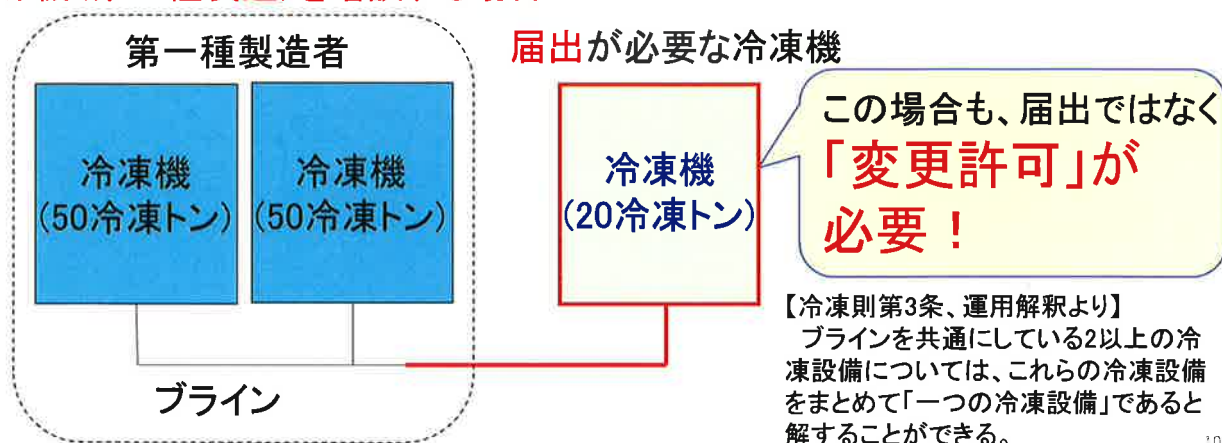 第一種製造者
届出が必要な冷凍機
冷凍機
(50冷凍トン)
冷凍機
(50冷凍トン)
冷凍機
(20冷凍トン)
この場合も、届出ではなく
「変更許可」が
必要！
ブライン
【冷凍則第3条、運用解釈より】
ブラインを共通にしている2以上の冷
凍設備については、これらの冷凍設備
をまとめて「一つの冷凍設備」であると
解することができる。